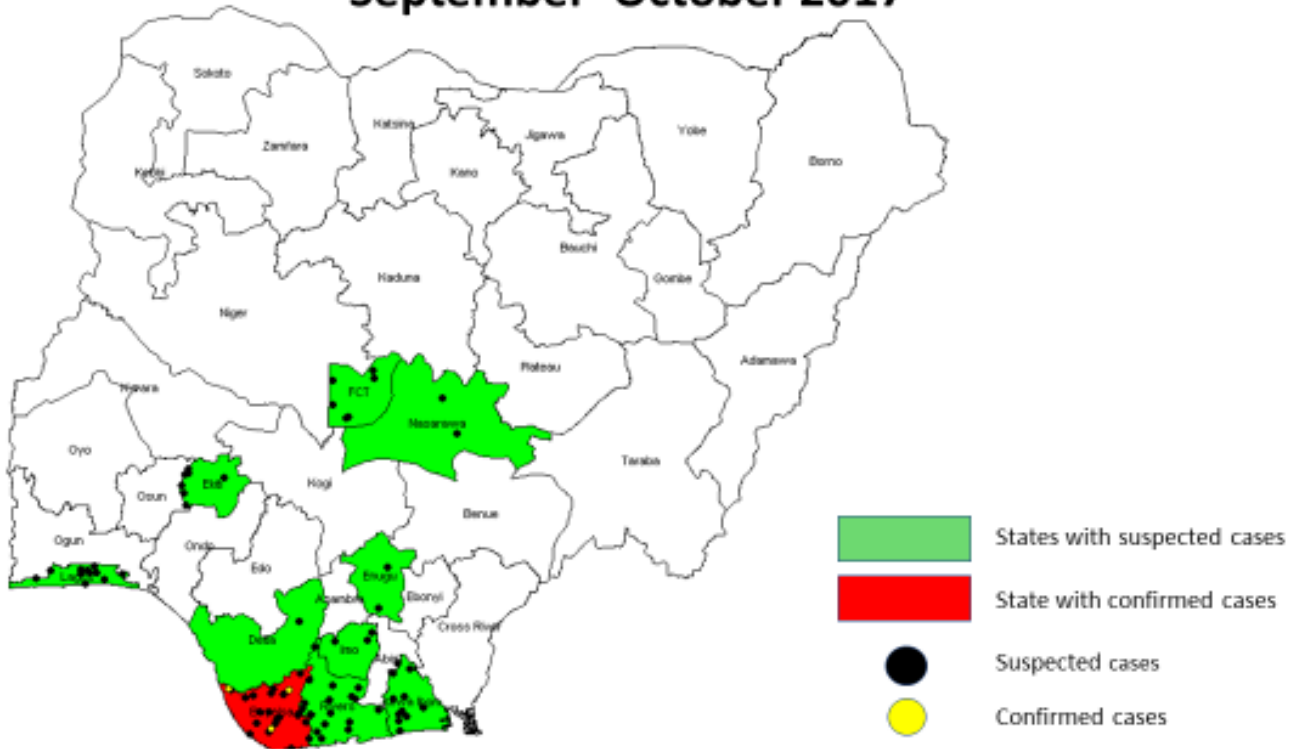 September- October 2017
Sokoto
Katsina
Yobe
Jigawa
Zamfara
Borno
Kebbi
Kano
Bauchi
Kaduna
Gombe
Niger
Adamawa
Plateau
Kwara
FCT
Nasarawa
Oyo
Taraba
Ekiti
Kogi
Osun
Benue
States with suspected cases
Ogun
Ondo
Edo
Lagos
Enugu
Anambra
Ebonyi
State with confirmed cases
Cross River
Delta
Imo
Abia
Suspected cases
Rivers
Confirmed cases